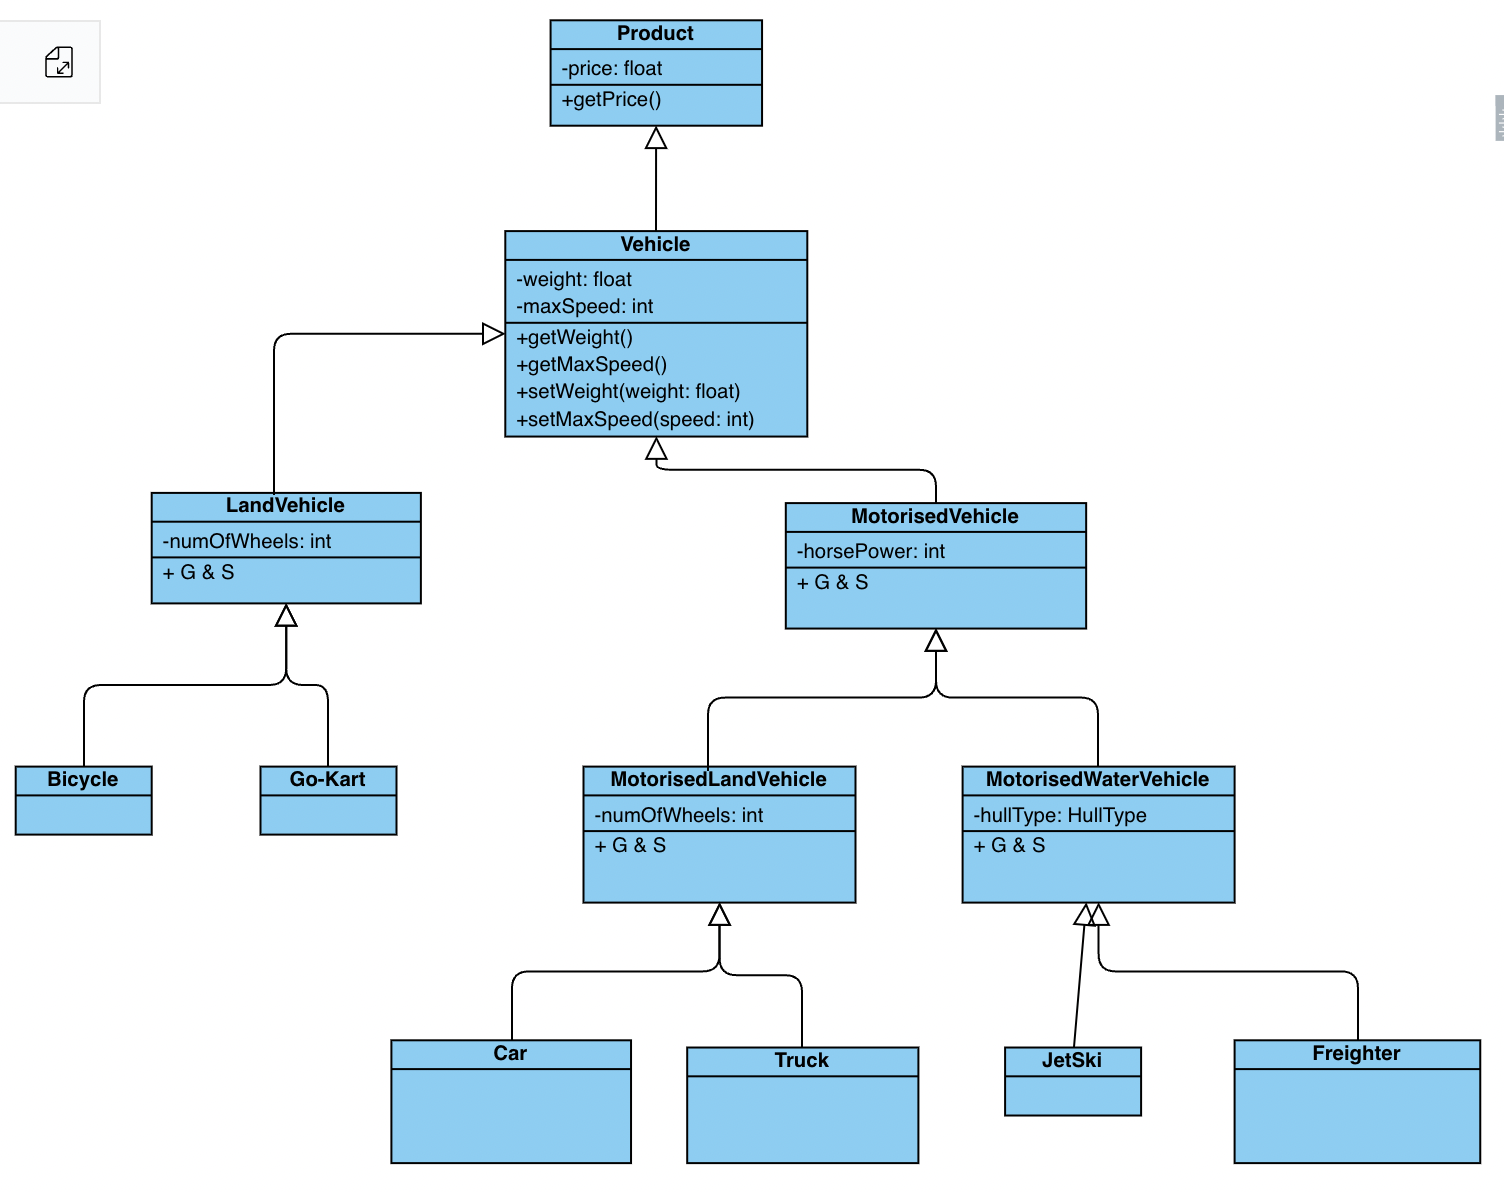 Product
-price: float
+getPrice()
Vehicle
-weight: float
-maxSpeed: int
+getWeight()
+getMaxSpeed()
+setWeight(weight: float)
+setMaxSpeed(speed: int)
LandVehicle
-numOfWheels: int
+ G & S
MotorisedVehicle
-horsePower: int
+ G & S
Bicycle
Go-Kart
MotorisedLandVehicle
-numOfWheels: int
+ G & S
MotorisedWaterVehicle
-hullType: HullType
+ G & S
Car
Truck
JetSki
Freighter